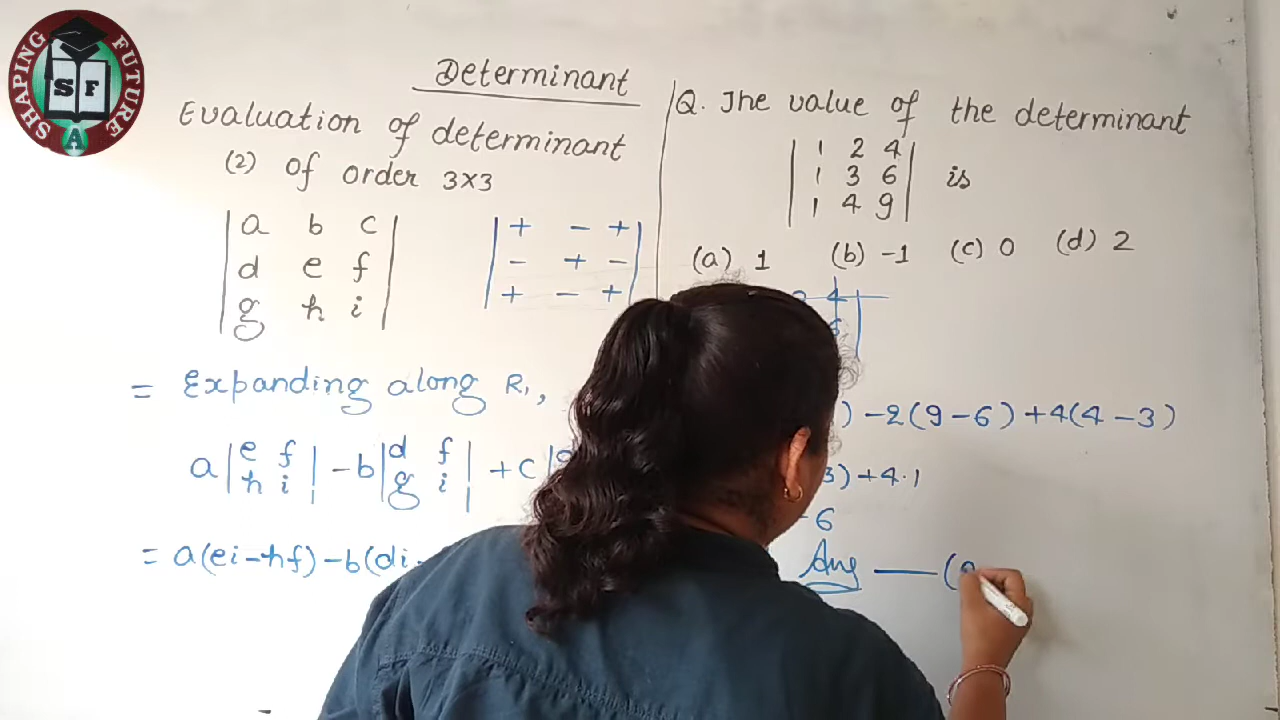 SHAPING FUTURE
S F
A
Determinant
Evaluation of determinant
(2) of order 3×3
| a b c |
| d e f |
| g h i |
| + - + |
| - + - |
| + - + |
= Expanding along R₁,
a | e f | - b | d f | + c |
| h i | | g i |
= a(ei-hf) - b(di
Q. The value of the determinant
| 1 2 4 |
| 1 3 6 | is
| 1 4 9 |
(a) 1 (b) -1 (c) 0 (d) 2
4
6
) -2(9-6) +4(4-3)
3) +4.1
- 6
Ans — (